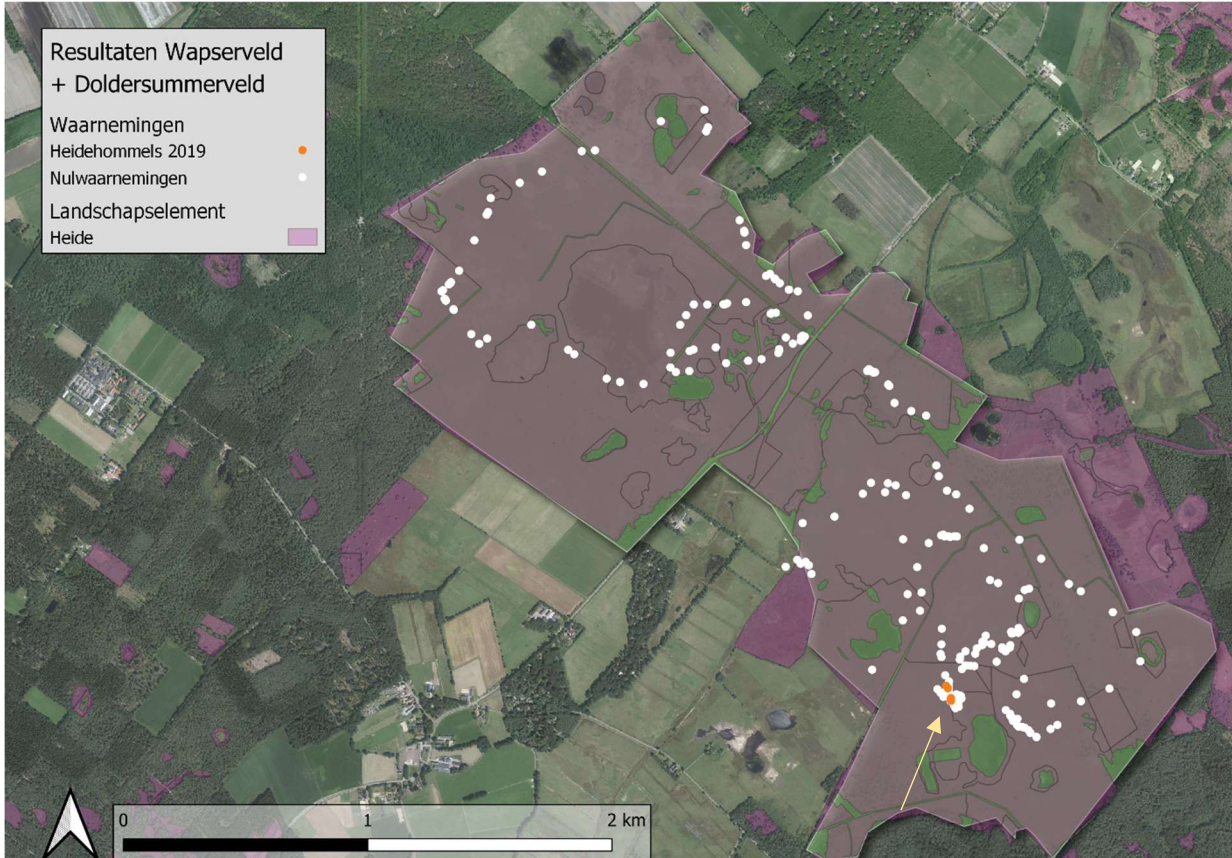 Resultaten Wapserveld
+ Doldersummerveld
Waarnemingen
Heidehommels 2019
Nulwaarnemingen
Landschapselement
Heide
0 1 2 km